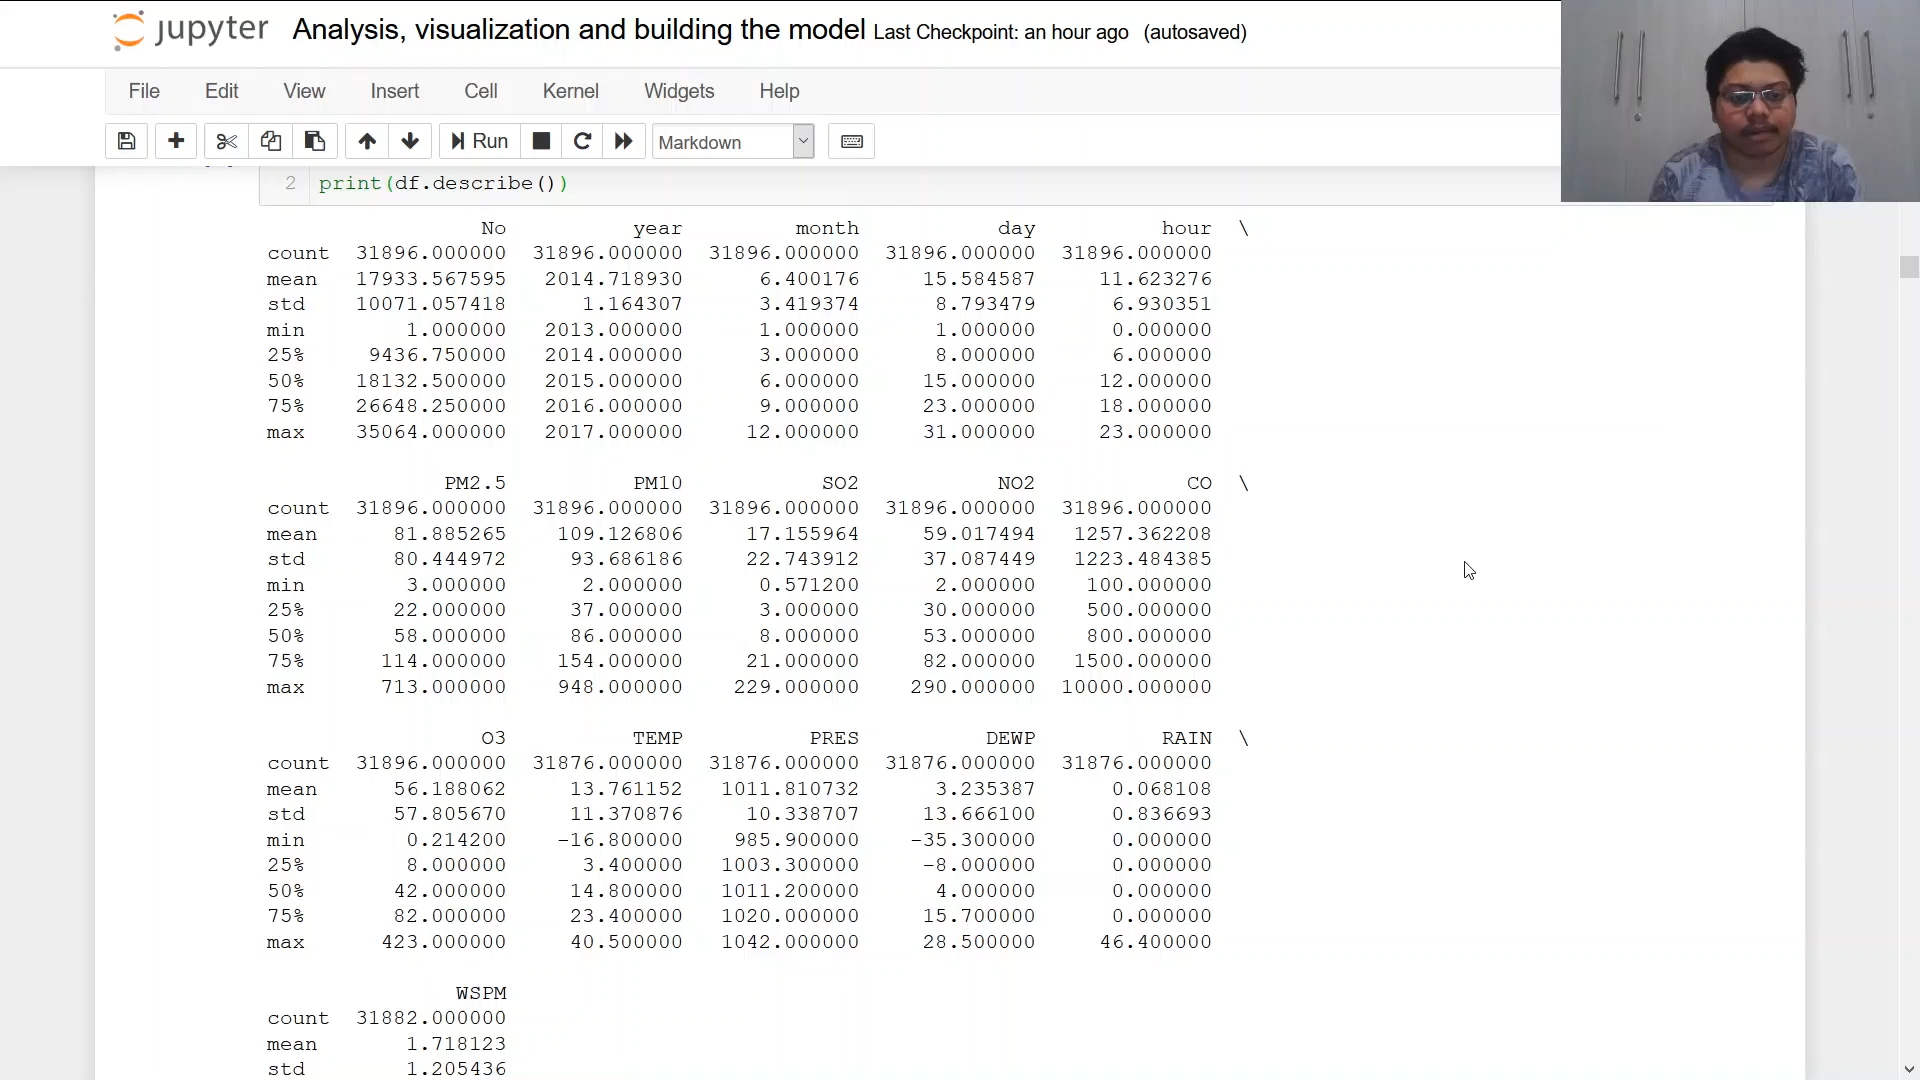 jupyter Analysis, visualization and building the model Last Checkpoint: an hour ago (autosaved)
File Edit View Insert Cell Kernel Widgets Help
Run Markdown
2 print(df.describe())
No year month day hour \
count 31896.000000 31896.000000 31896.000000 31896.000000 31896.000000
mean 17933.567595 2014.718930 6.400176 15.584587 11.623276
std 10071.057418 1.164307 3.419374 8.793479 6.930351
min 1.000000 2013.000000 1.000000 1.000000 0.000000
25% 9436.750000 2014.000000 3.000000 8.000000 6.000000
50% 18132.500000 2015.000000 6.000000 15.000000 12.000000
75% 26648.250000 2016.000000 9.000000 23.000000 18.000000
max 35064.000000 2017.000000 12.000000 31.000000 23.000000
PM2.5 PM10 SO2 NO2 CO \
count 31896.000000 31896.000000 31896.000000 31896.000000 31896.000000
mean 81.885265 109.126806 17.155964 59.017494 1257.362208
std 80.444972 93.686186 22.743912 37.087449 1223.484385
min 3.000000 2.000000 0.571200 2.000000 100.000000
25% 22.000000 37.000000 3.000000 30.000000 500.000000
50% 58.000000 86.000000 8.000000 53.000000 800.000000
75% 114.000000 154.000000 21.000000 82.000000 1500.000000
max 713.000000 948.000000 229.000000 290.000000 10000.000000
O3 TEMP PRES DEWP RAIN \
count 31896.000000 31876.000000 31876.000000 31876.000000 31876.000000
mean 56.188062 13.761152 1011.810732 3.235387 0.068108
std 57.805670 11.370876 10.338707 13.666100 0.836693
min 0.214200 -16.800000 985.900000 -35.300000 0.000000
25% 8.000000 3.400000 1003.300000 -8.000000 0.000000
50% 42.000000 14.800000 1011.200000 4.000000 0.000000
75% 82.000000 23.400000 1020.000000 15.700000 0.000000
max 423.000000 40.500000 1042.000000 28.500000 46.400000
WSPM
count 31882.000000
mean 1.718123
std 1.205436